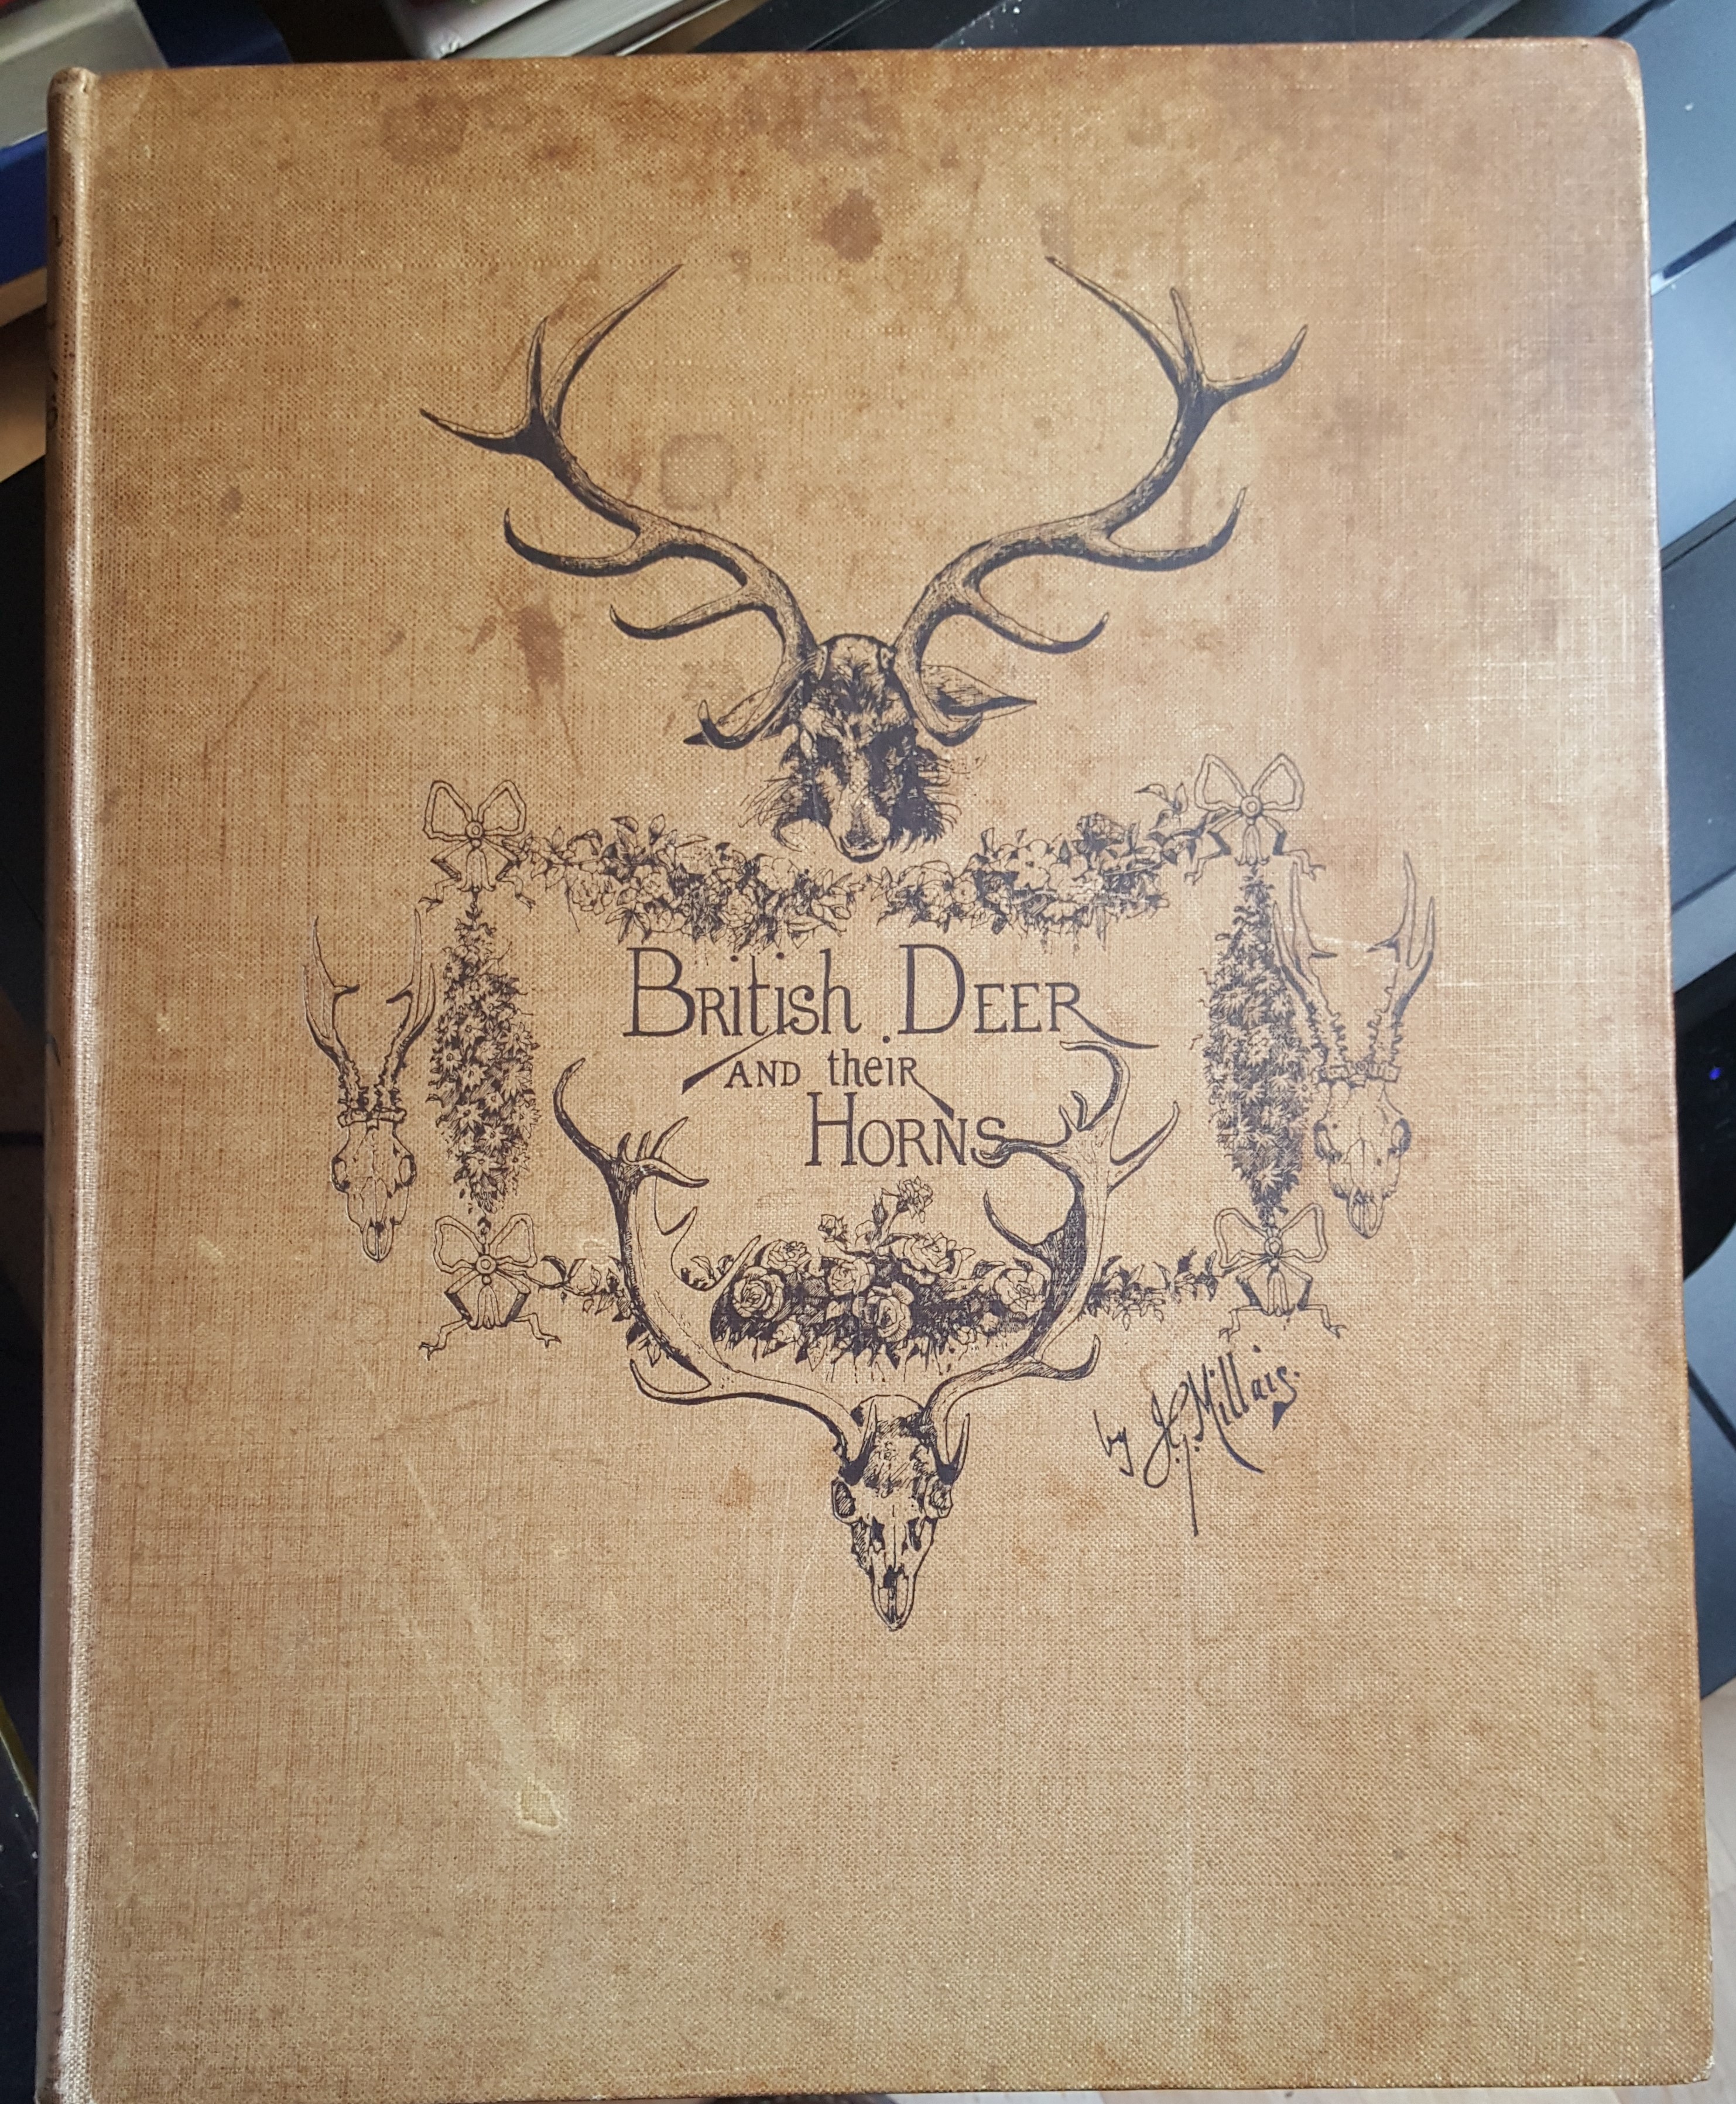 British Deer
and their
Horns
by J.G. Millais.